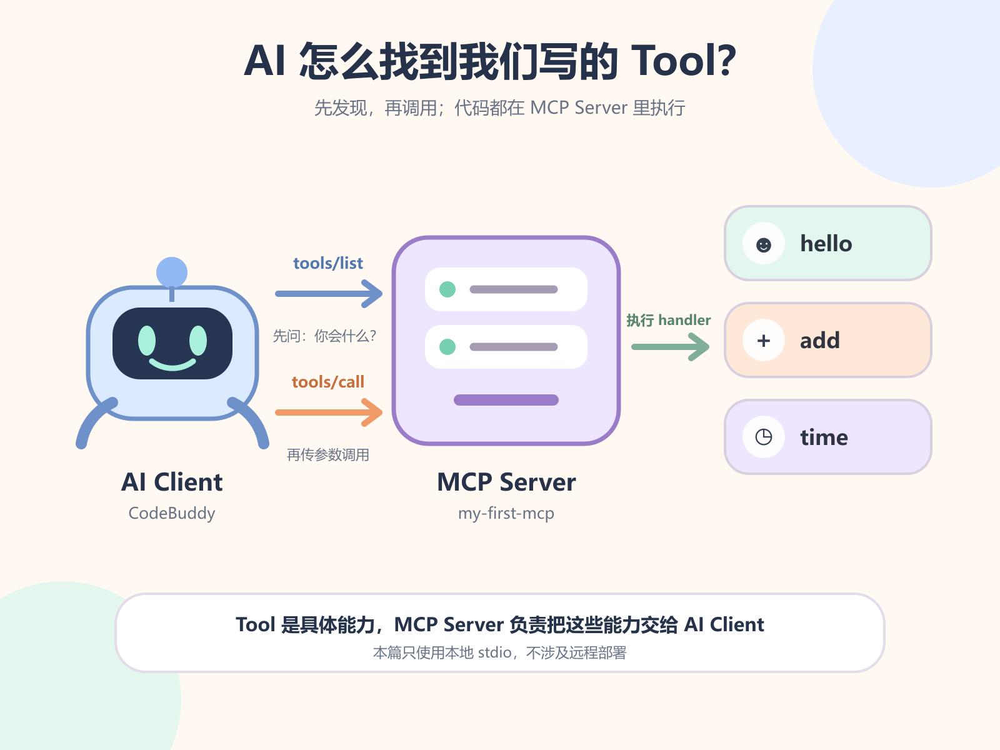 AI 怎么找到我们写的 Tool?
先发现，再调用；代码都在 MCP Server 里执行
tools/list
先问：你会什么?
tools/call
再传参数调用
AI Client
CodeBuddy
MCP Server
my-first-mcp
执行 handler
hello
+
add
time
Tool 是具体能力，MCP Server 负责把这些能力交给 AI Client
本篇只使用本地 stdio，不涉及远程部署